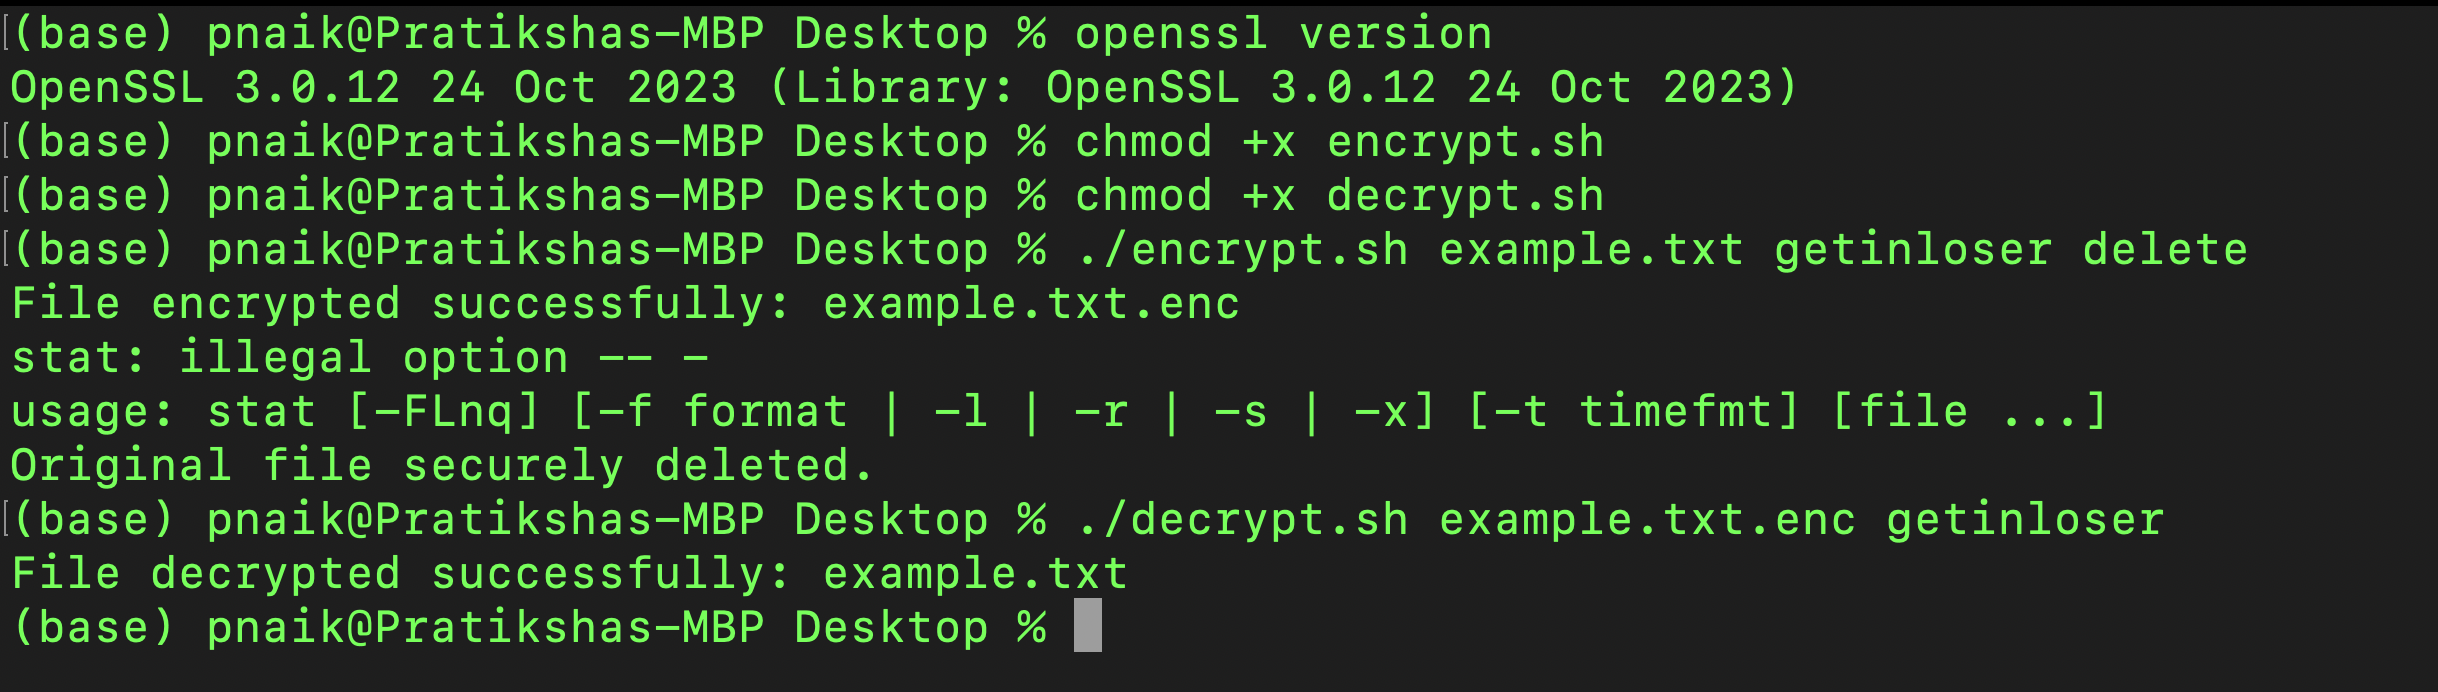 (base) pnaik@Pratikshas-MBP Desktop % openssl version
OpenSSL 3.0.12 24 Oct 2023 (Library: OpenSSL 3.0.12 24 Oct 2023)
(base) pnaik@Pratikshas-MBP Desktop % chmod +x encrypt.sh
(base) pnaik@Pratikshas-MBP Desktop % chmod +x decrypt.sh
(base) pnaik@Pratikshas-MBP Desktop % ./encrypt.sh example.txt getinloser delete
File encrypted successfully: example.txt.enc
stat: illegal option -- -
usage: stat [-FLnq] [-f format | -l | -r | -s | -x] [-t timefmt] [file ...]
Original file securely deleted.
(base) pnaik@Pratikshas-MBP Desktop % ./decrypt.sh example.txt.enc getinloser
File decrypted successfully: example.txt
(base) pnaik@Pratikshas-MBP Desktop %